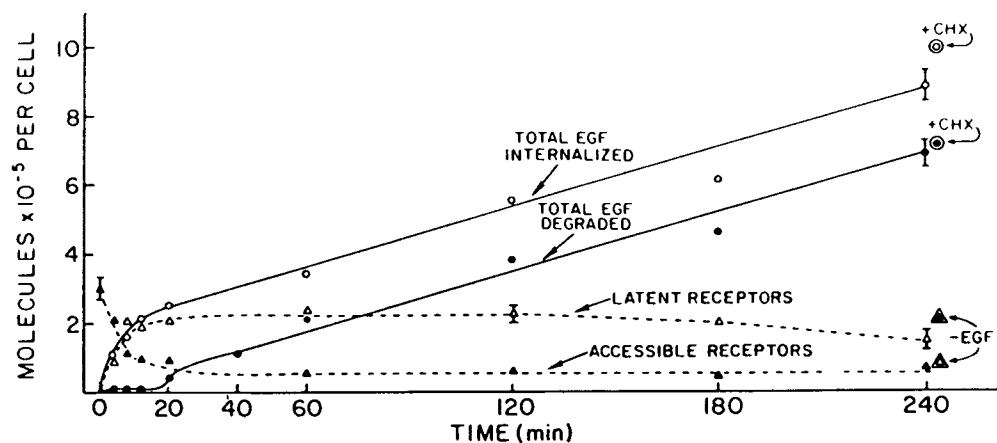 MOLECULES x 10⁻⁵ PER CELL
10
8
6
4
2
+ CHX
+CHX
TOTAL EGF
INTERNALIZED
TOTAL EGF
DEGRADED
LATENT RECEPTORS
-EGF
ACCESSIBLE RECEPTORS
0
20
40
60
120
180
240
TIME (min)